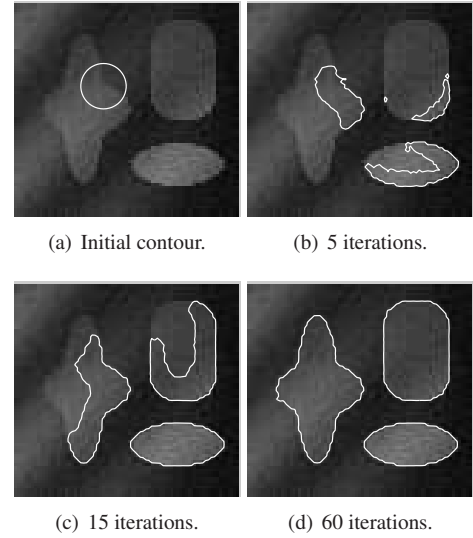 (a) Initial contour.
(b) 5 iterations.
(c) 15 iterations.
(d) 60 iterations.